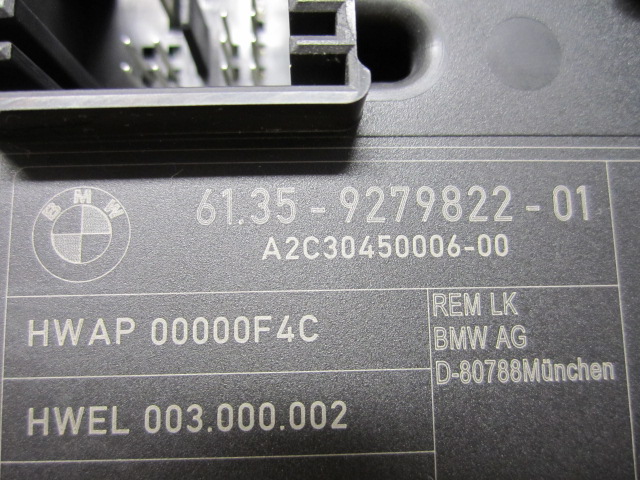 BMW
61.35 - 9279822 - 01
A2C30450006-00
HWAP 00000F4C
HWEL 003.000.002
REM LK
BMW AG
D-80788München